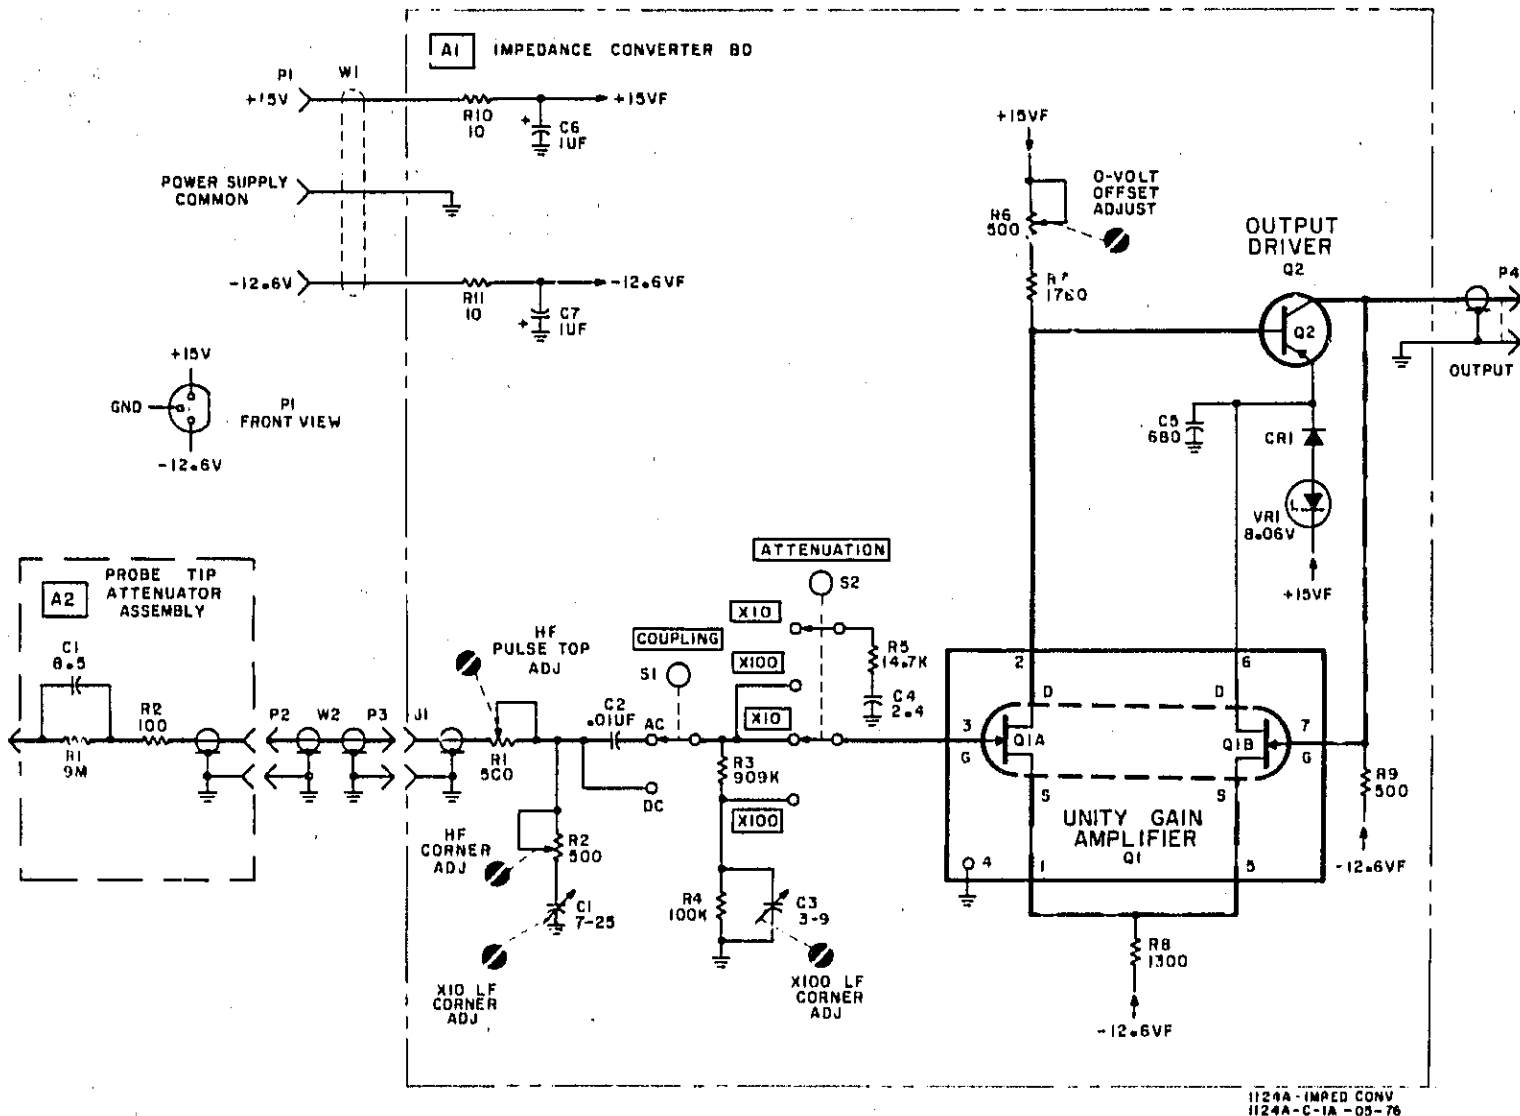 A1 IMPEDANCE CONVERTER BD
P1 W1
+15V
R10
10
+ C6
1UF
+15VF
POWER SUPPLY
COMMON
-12.6V
R11
10
+ C7
1UF
-12.6VF
+15V
GND
P1
FRONT VIEW
-12.6V
+15VF
O-VOLT
OFFSET
ADJUST
R6
500
1760
OUTPUT
DRIVER
Q2
Q2
P4
OUTPUT
C5
680
CR1
VR1
8.06V
+15VF
A2
PROBE TIP
ATTENUATOR
ASSEMBLY
C1
8.5
R2
100
R1
9M
P2 W2 P3 J1
HF
PULSE TOP
ADJ
R1
500
C2
.01UF
COUPLING
S1
AC
DC
HF
CORNER
ADJ
R2
500
C1
7-25
X10 LF
CORNER
ADJ
ATTENUATION
S2
X10
X100
X10
X100
R5
14.7K
C4
2.4
R3
909K
R4
100K
C3
3-9
X100 LF
CORNER
ADJ
2 6
D D
3
G
Q1A
Q1B
7
G
S S
UNITY GAIN
AMPLIFIER
Q1
4
1 5
R9
500
-12.6VF
R8
1300
-12.6VF
1124A-IMPED CONV
1124A-C-1A-05-76